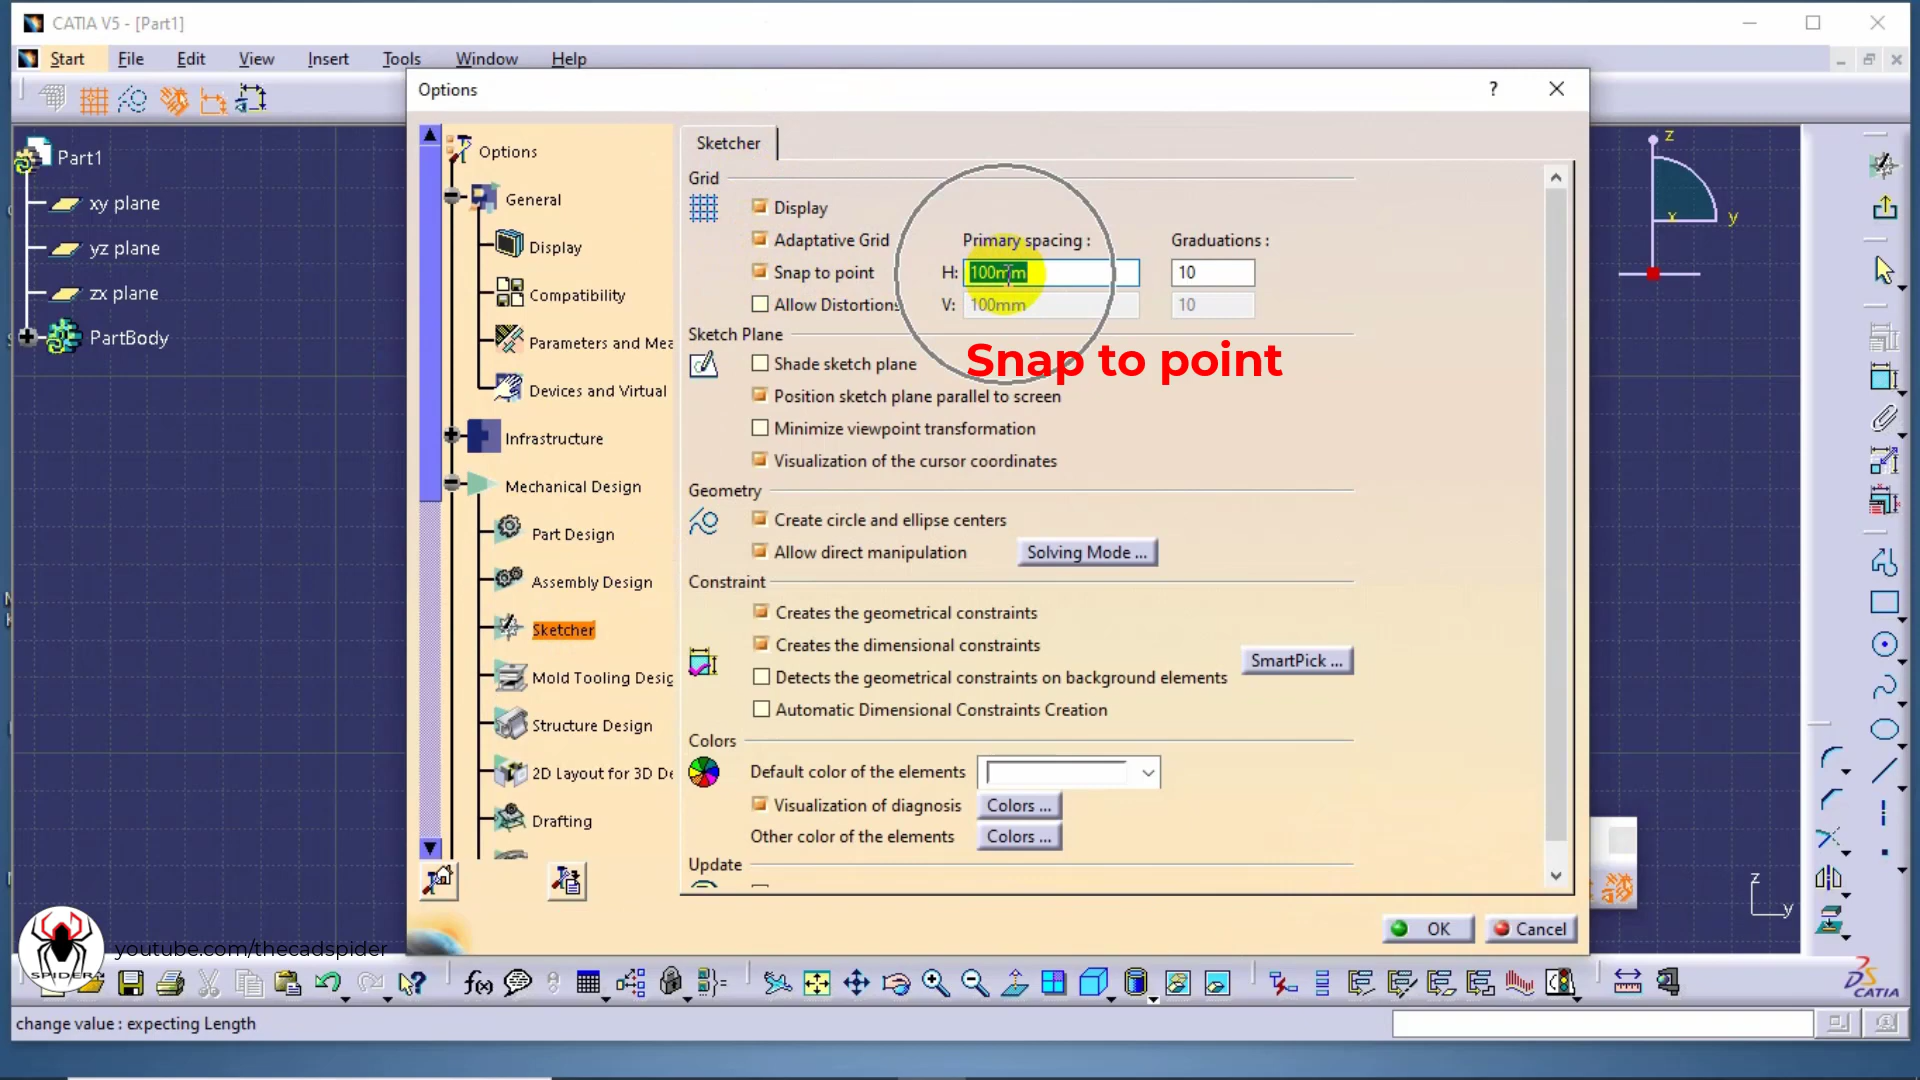 CATIA V5 - [Part1]
Start File Edit View Insert Tools Window Help
Options
?
Part1
xy plane
yz plane
zx plane
PartBody
Options
General
Display
Compatibility
Parameters and Mea
Devices and Virtual
Infrastructure
Mechanical Design
Part Design
Assembly Design
Sketcher
Mold Tooling Desig
Structure Design
2D Layout for 3D De
Drafting
Sketcher
Grid
Display
Adaptative Grid Primary spacing : Graduations :
Snap to point H: 100mm 10
Allow Distortions V: 100mm 10
Sketch Plane
Snap to point
Shade sketch plane
Position sketch plane parallel to screen
Minimize viewpoint transformation
Visualization of the cursor coordinates
Geometry
Create circle and ellipse centers
Allow direct manipulation Solving Mode ...
Constraint
Creates the geometrical constraints
Creates the dimensional constraints
SmartPick ...
Detects the geometrical constraints on background elements
Automatic Dimensional Constraints Creation
Colors
Default color of the elements
Visualization of diagnosis Colors ...
Other color of the elements Colors ...
Update
OK Cancel
z
x y
z
y
SPIDER
youtube.com/thecadspider
f(x)
CATIA
change value : expecting Length